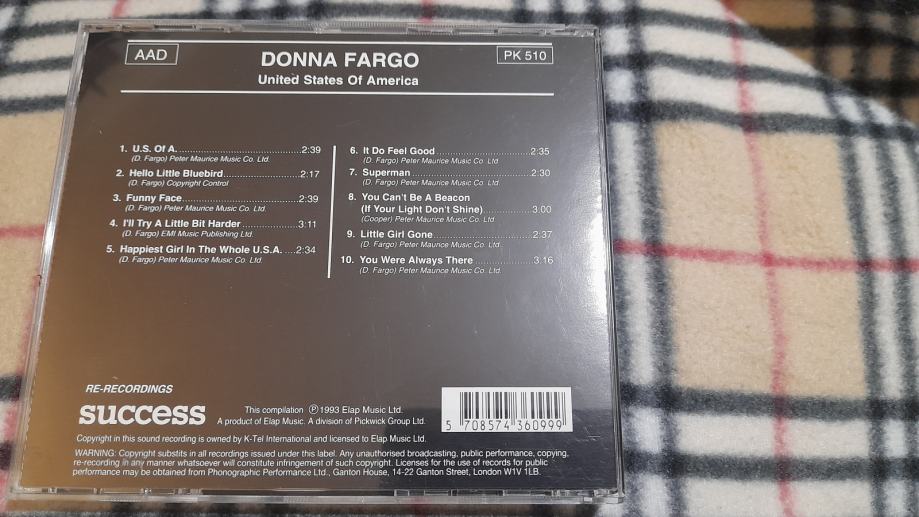 AAD
DONNA FARGO
PK 510
United States Of America
1. U.S. Of A. 2:39
(D. Fargo) Peter Maurice Music Co. Ltd.
2. Hello Little Bluebird 2:17
(D. Fargo) Copyright Control
3. Funny Face 2:39
(D. Fargo) Peter Maurice Music Co. Ltd.
4. I'll Try A Little Bit Harder 3:11
(D. Fargo) EMI Music Publishing Ltd.
5. Happiest Girl In The Whole U.S.A. 2:34
(D. Fargo) Peter Maurice Music Co. Ltd.
6. It Do Feel Good 2:35
(D. Fargo) Peter Maurice Music Co. Ltd
7. Superman 2:30
(D. Fargo) Peter Maurice Music Co. Ltd.
8. You Can't Be A Beacon
(If Your Light Don't Shine) 3:00
(Cooper) Peter Maurice Music Co. Ltd
9. Little Girl Gone 2:37
(D. Fargo) Peter Maurice Music Co. Ltd.
10. You Were Always There 3:16
(D. Fargo) Peter Maurice Music Co. Ltd.
RE-RECORDINGS
success
This compilation ℗ 1993 Elap Music Ltd.
A product of Elap Music. A division of Pickwick Group Ltd.
5 708574 360999
Copyright in this sound recording is owned by K-Tel International and licensed to Elap Music Ltd.
WARNING: Copyright substits in all recordings issued under this label. Any unauthorised broadcasting, public performance, copying,
re-recording in any manner whatsoever will constitute infringement of such copyright. Licenses for the use of records for public
performance may be obtained from Phonographic Performance Ltd., Ganton House, 14-22 Ganton Street, London W1V 1LB.